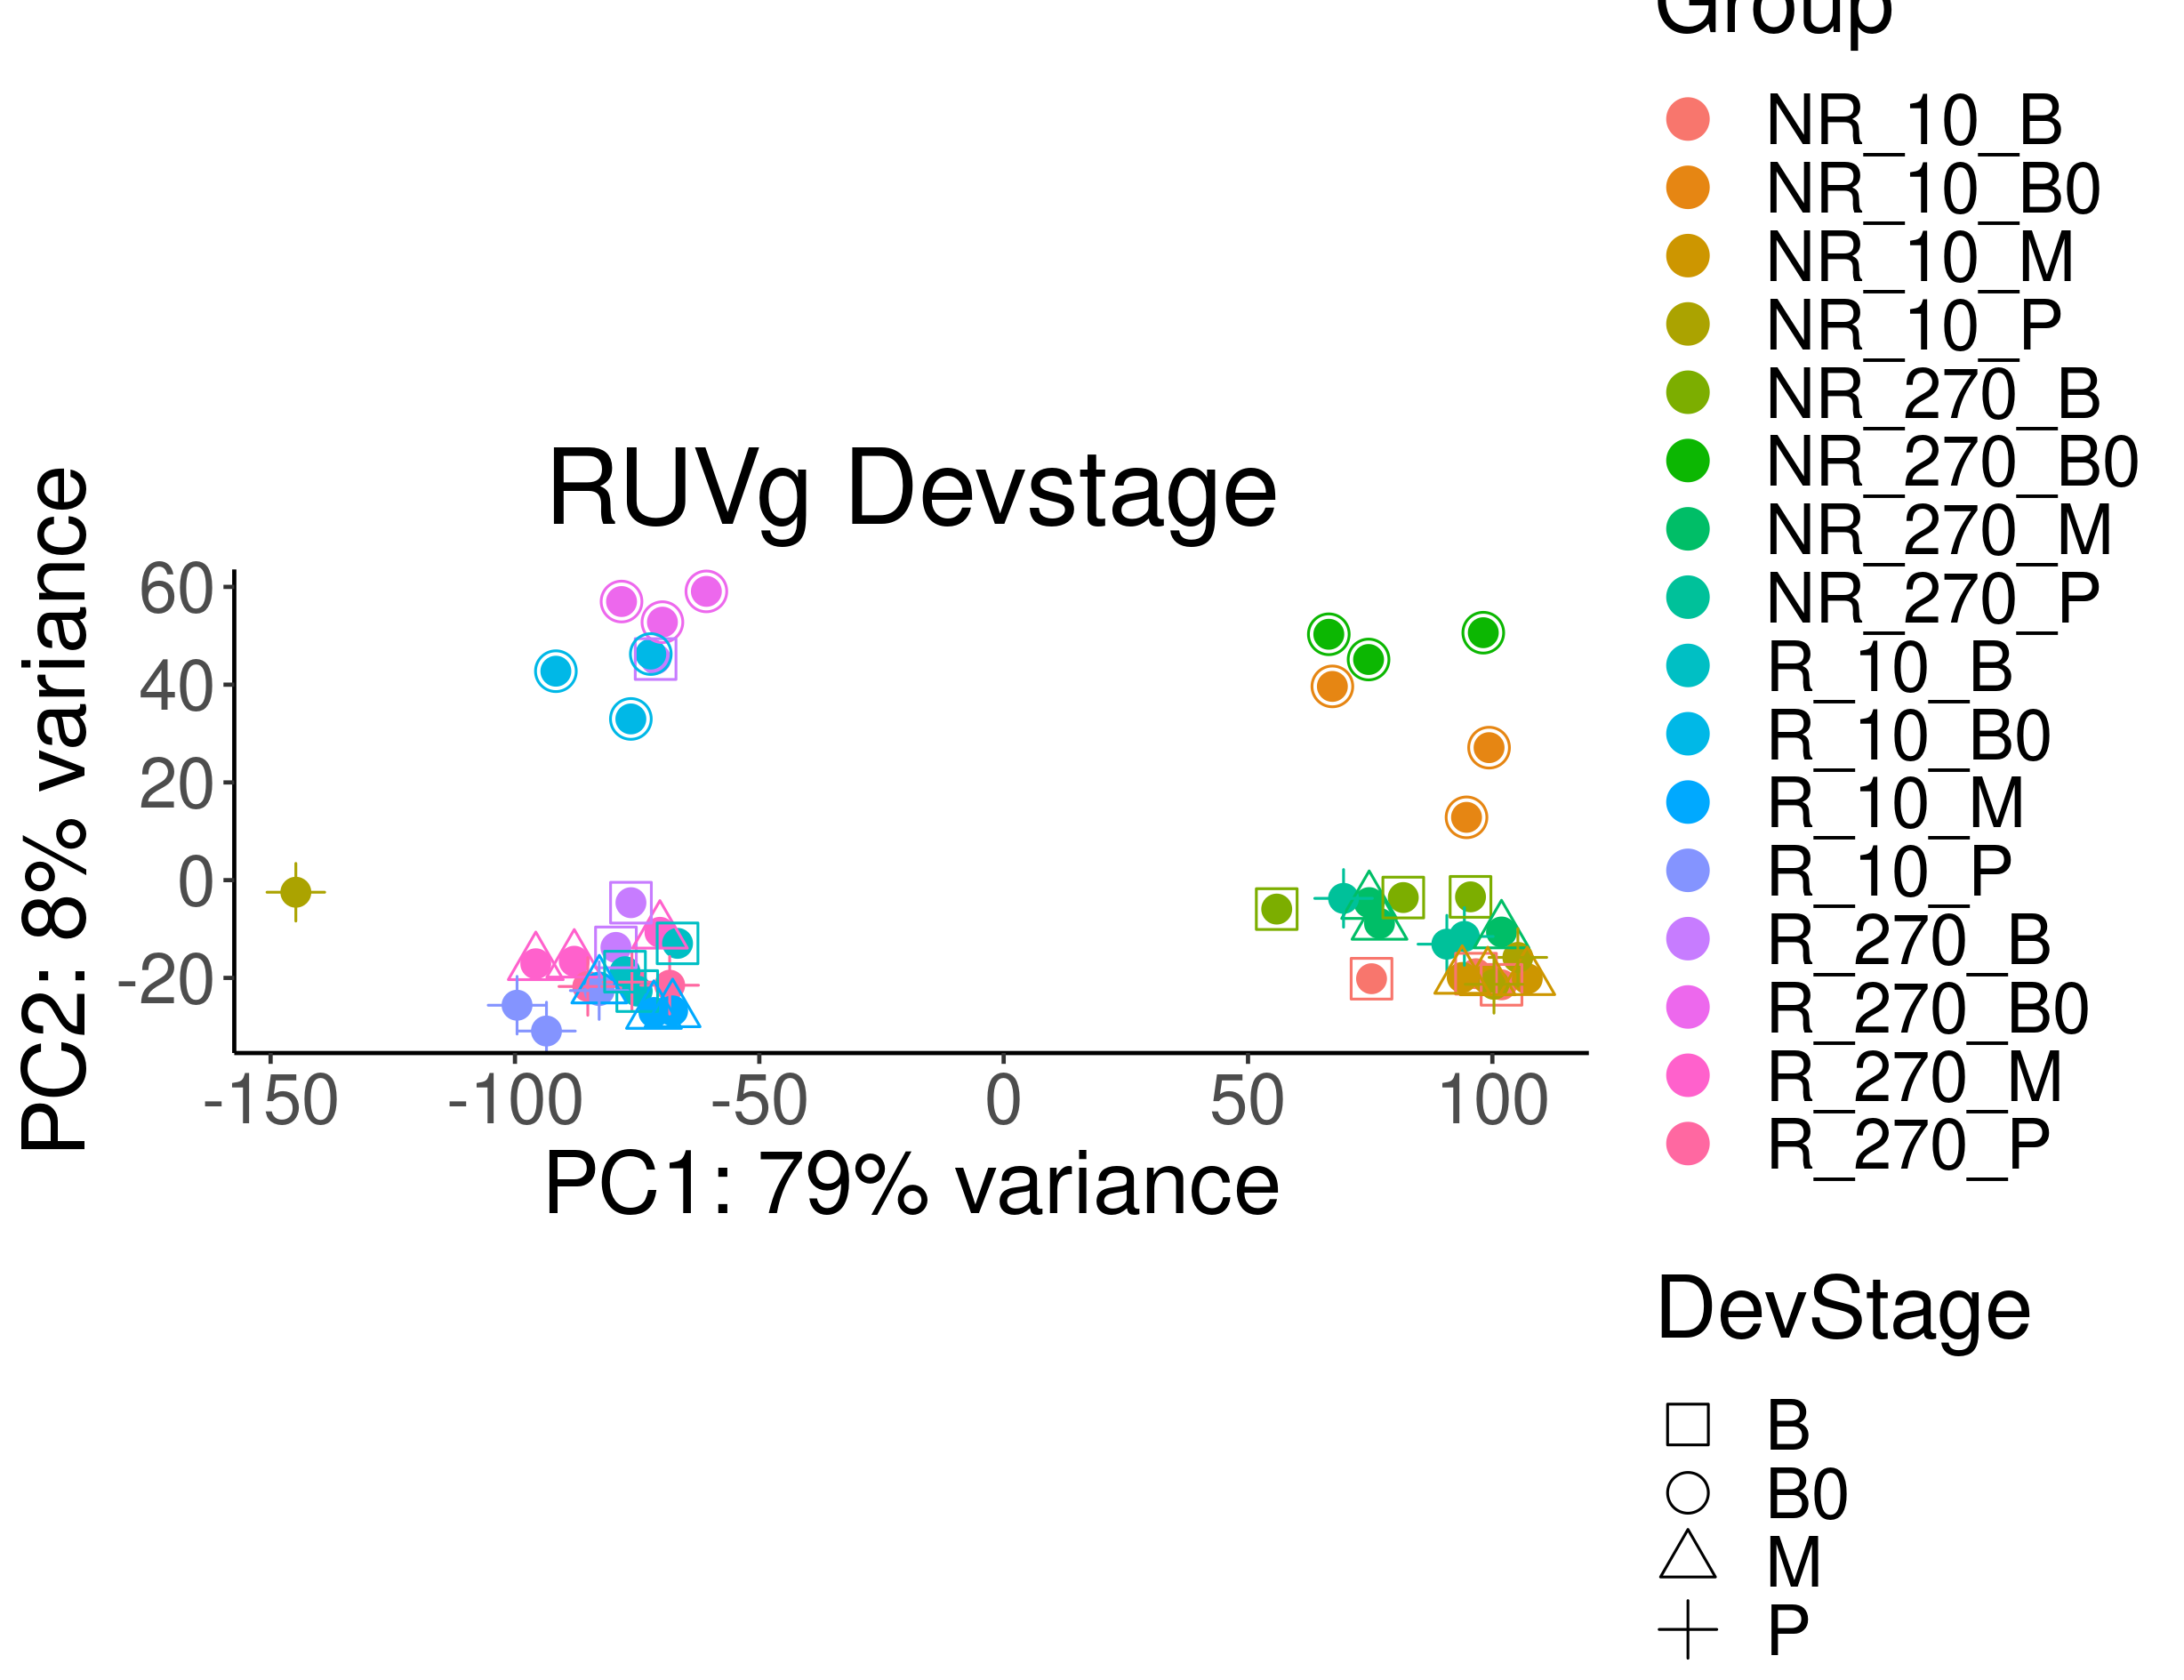 Group
NR_10_B
NR_10_B0
NR_10_M
NR_10_P
NR_270_B
NR_270_B0
NR_270_M
NR_270_P
R_10_B
R_10_B0
R_10_M
R_10_P
R_270_B
R_270_B0
R_270_M
R_270_P
RUVg Devstage
PC2: 8% variance
60
40
20
0
-20
-150
-100
-50
0
50
100
PC1: 79% variance
DevStage
B
B0
M
P